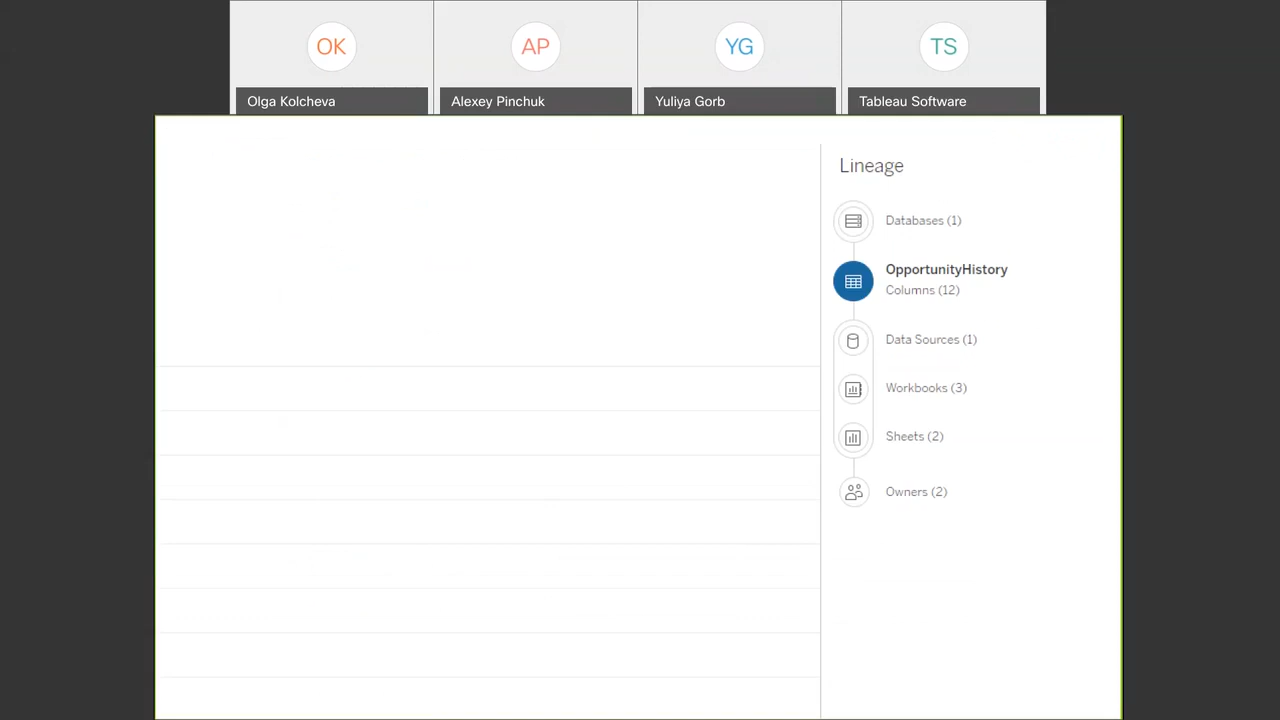 OK
AP
YG
TS
Olga Kolcheva
Alexey Pinchuk
Yuliya Gorb
Tableau Software
Lineage
Databases (1)
OpportunityHistory
Columns (12)
Data Sources (1)
Workbooks (3)
Sheets (2)
Owners (2)